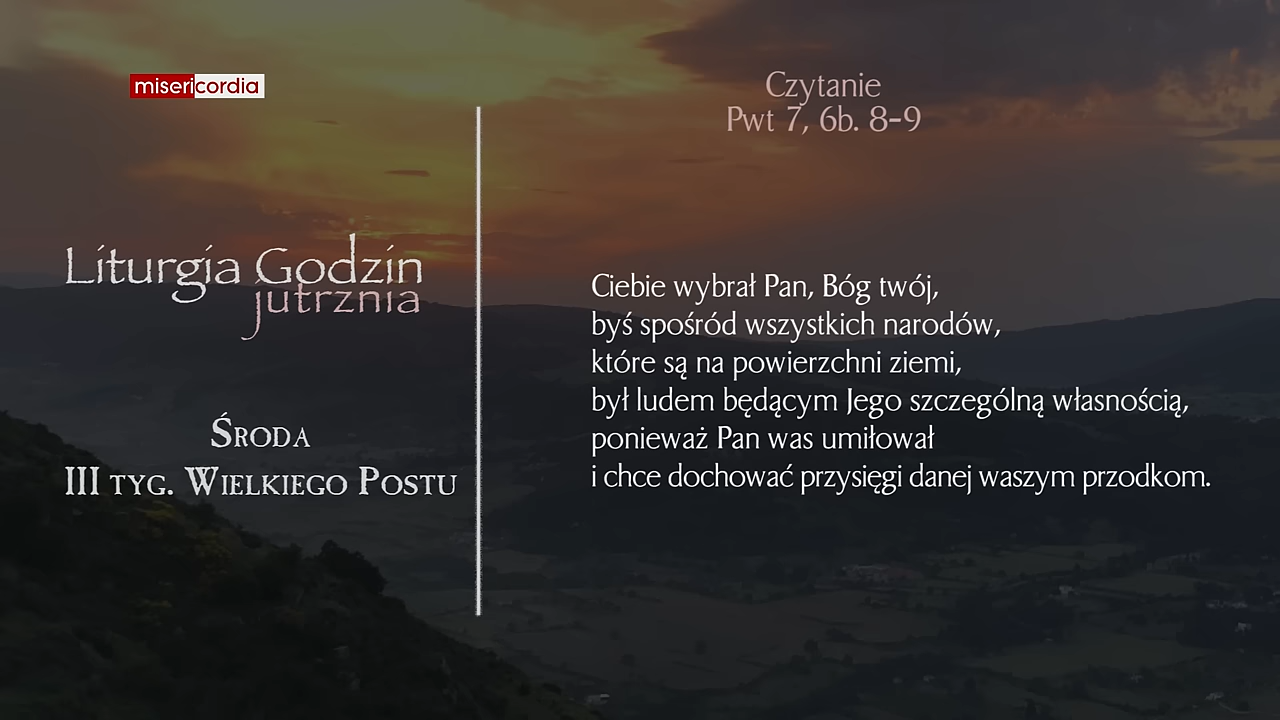 misericordia
Liturgia Godzin
jutrznia
Środa
III tyg. Wielkiego Postu
Czytanie
Pwt 7, 6b. 8-9
Ciebie wybrał Pan, Bóg twój,
byś spośród wszystkich narodów,
które są na powierzchni ziemi,
był ludem będącym Jego szczególną własnością,
ponieważ Pan was umiłował
i chce dochować przysięgi danej waszym przodkom.